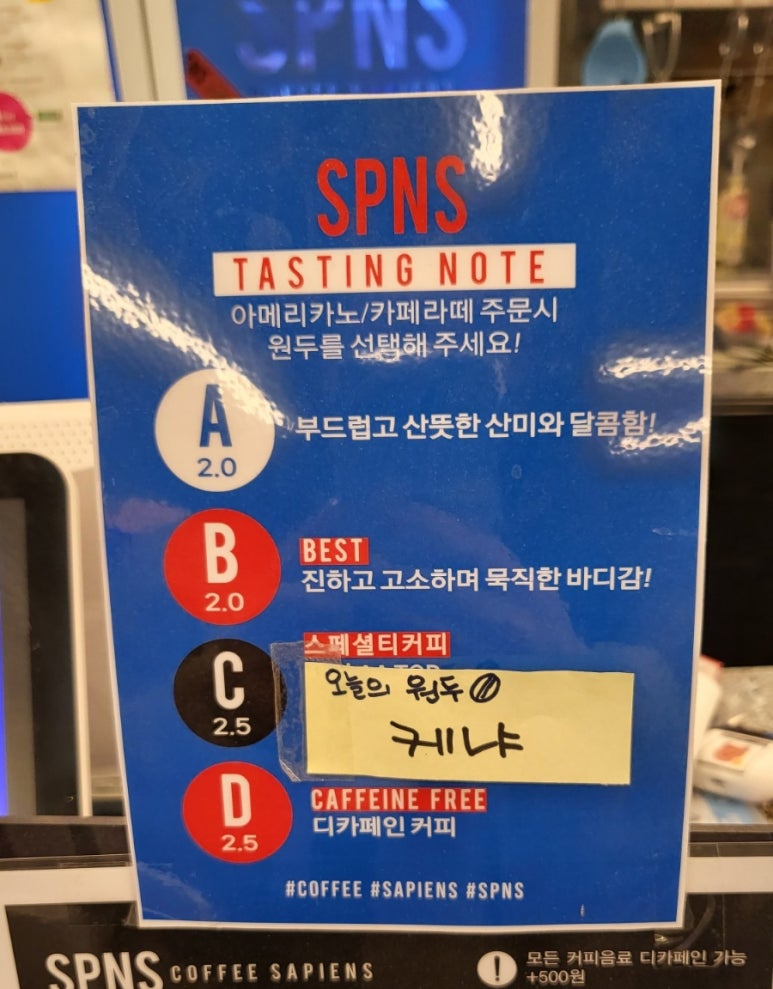 SPNS
SPNS
TASTING NOTE
아메리카노/카페라떼 주문시
원두를 선택해 주세요!
A
2.0
부드럽고 산뜻한 산미와 달콤함!
B
2.0
BEST
진하고 고소하며 묵직한 바디감!
C
2.5
스페셜티커피
오늘의 원두
케냐
D
2.5
CAFFEINE FREE
디카페인 커피
#COFFEE #SAPIENS #SPNS
SPNS COFFEE SAPIENS
모든 커피음료 디카페인 가능
+500원